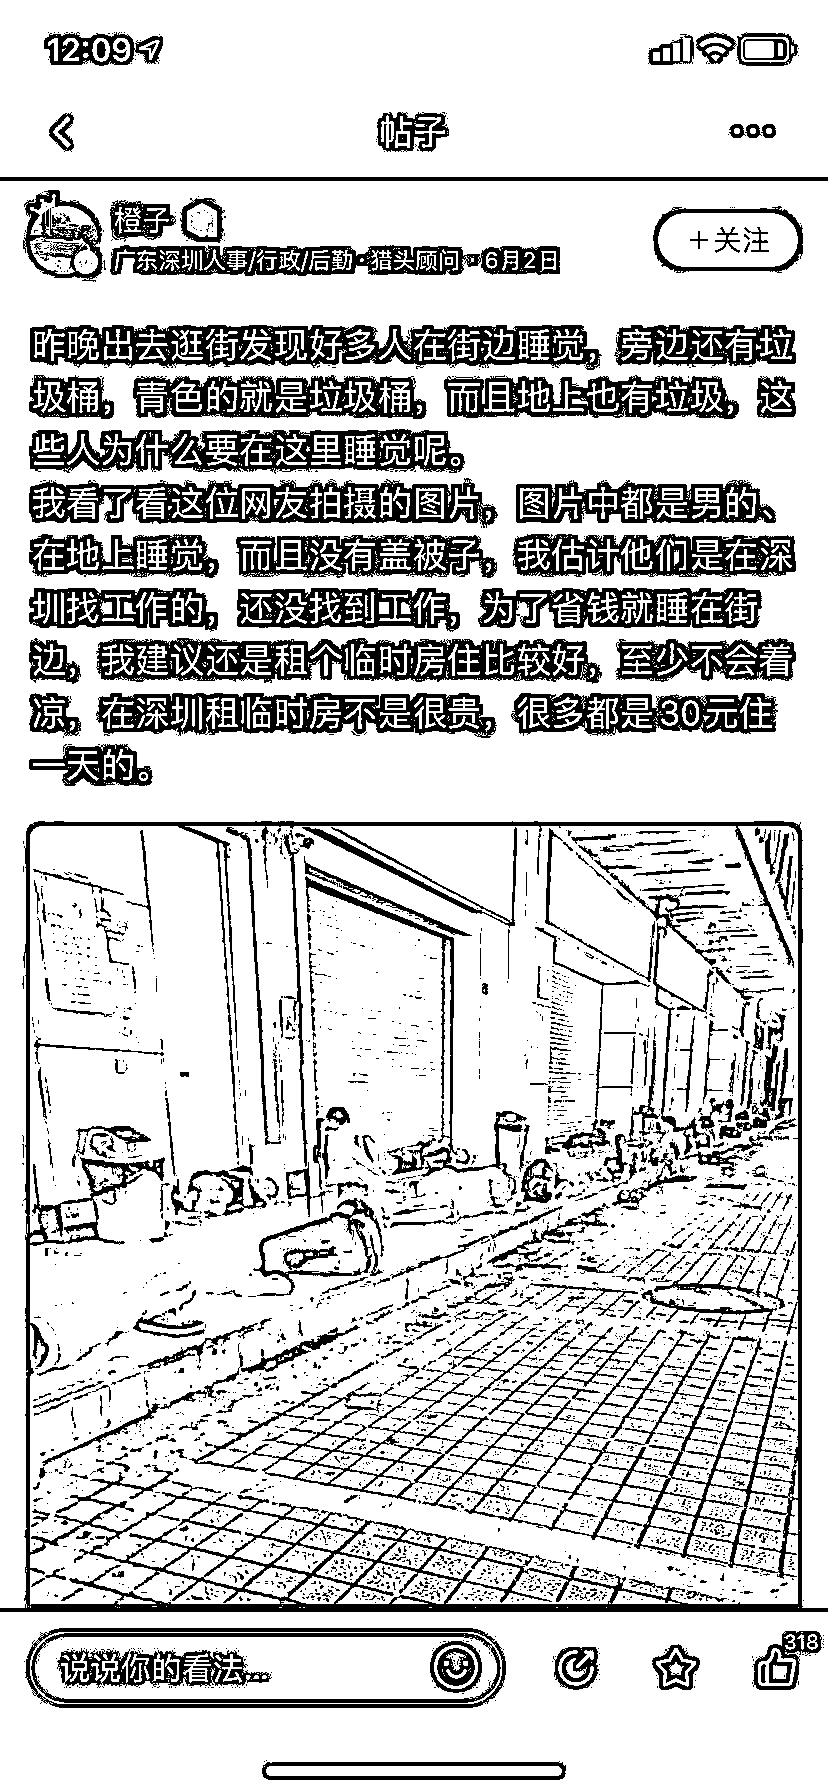 12:09
帖子
橙子
广东深圳人事/行政/后勤·猎头顾问·6月2日
+关注
昨晚出去逛街发现好多人在街边睡觉，旁边还有垃
圾桶，青色的就是垃圾桶，而且地上也有垃圾，这
些人为什么要在这里睡觉呢。
我看了看这位网友拍摄的图片，图片中都是男的、
在地上睡觉，而且没有盖被子，我估计他们是在深
圳找工作的，还没找到工作，为了省钱就睡在街
边，我建议还是租个临时房住比较好，至少不会着
凉，在深圳租临时房不是很贵，很多都是30元住
一天的。
说说你的看法...
318